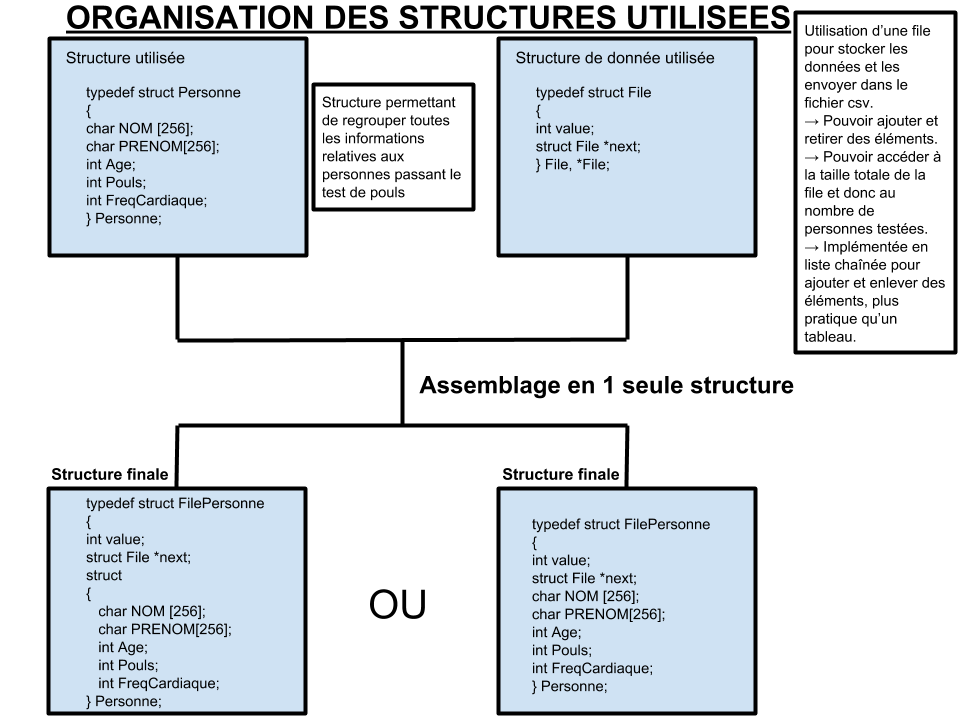 ORGANISATION DES STRUCTURES UTILISEES
Structure utilisée
typedef struct Personne
{
char NOM [256];
char PRENOM[256];
int Age;
int Pouls;
int FreqCardiaque;
} Personne;
Structure permettant
de regrouper toutes
les informations
relatives aux
personnes passant le
test de pouls
Structure de donnée utilisée
typedef struct File
{
int value;
struct File *next;
} File, *File;
Utilisation d’une file
pour stocker les
données et les
envoyer dans le
fichier csv.
→ Pouvoir ajouter et
retirer des éléments.
→ Pouvoir accéder à
la taille totale de la
file et donc au
nombre de
personnes testées.
→ Implémentée en
liste chaînée pour
ajouter et enlever des
éléments, plus
pratique qu’un
tableau.
Assemblage en 1 seule structure
Structure finale
typedef struct FilePersonne
{
int value;
struct File *next;
struct
{
char NOM [256];
char PRENOM[256];
int Age;
int Pouls;
int FreqCardiaque;
} Personne;
OU
Structure finale
typedef struct FilePersonne
{
int value;
struct File *next;
char NOM [256];
char PRENOM[256];
int Age;
int Pouls;
int FreqCardiaque;
} Personne;